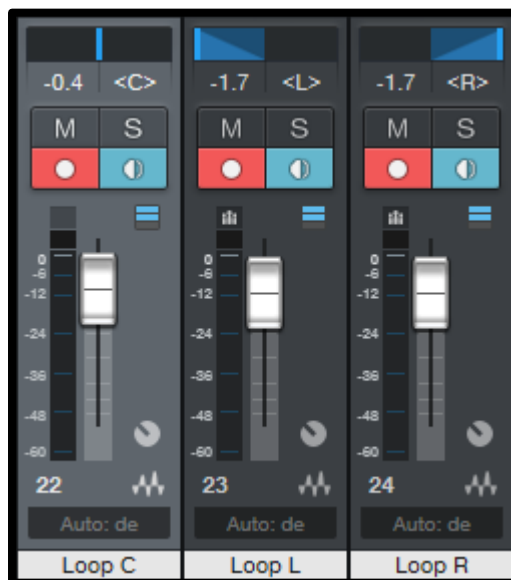 -0.4 <C> -1.7 <L> -1.7 <R>
M S M S M S
0 0 0
-6 -6 -6
-12 -12 -12
-24 -24 -24
-36 -36 -36
-48 -48 -48
-60 -60 -60
22 23 24
Auto: de Auto: de Auto: de
Loop C Loop L Loop R